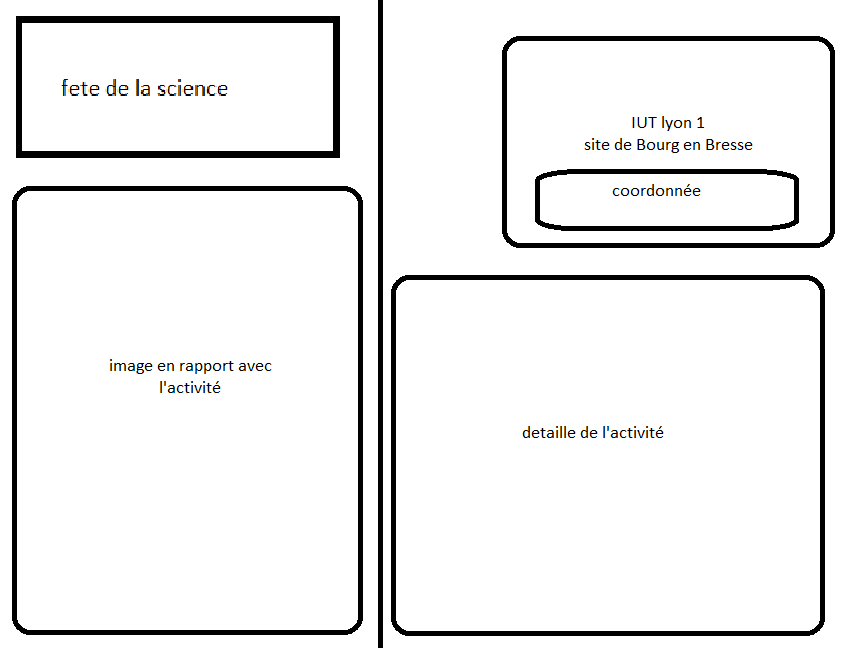 fete de la science
image en rapport avec
l'activité
IUT lyon 1
site de Bourg en Bresse
coordonnée
detaille de l'activité